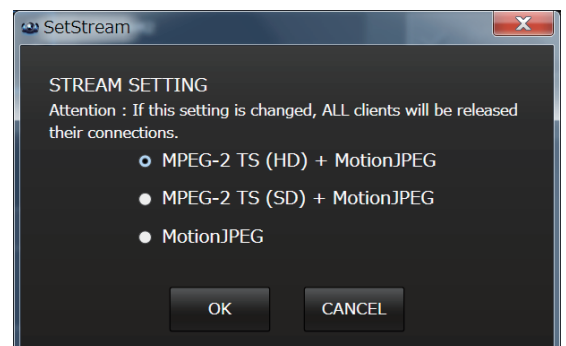 SetStream
X
STREAM SETTING
Attention : If this setting is changed, ALL clients will be released
their connections.
MPEG-2 TS (HD) + MotionJPEG
MPEG-2 TS (SD) + MotionJPEG
MotionJPEG
OK CANCEL